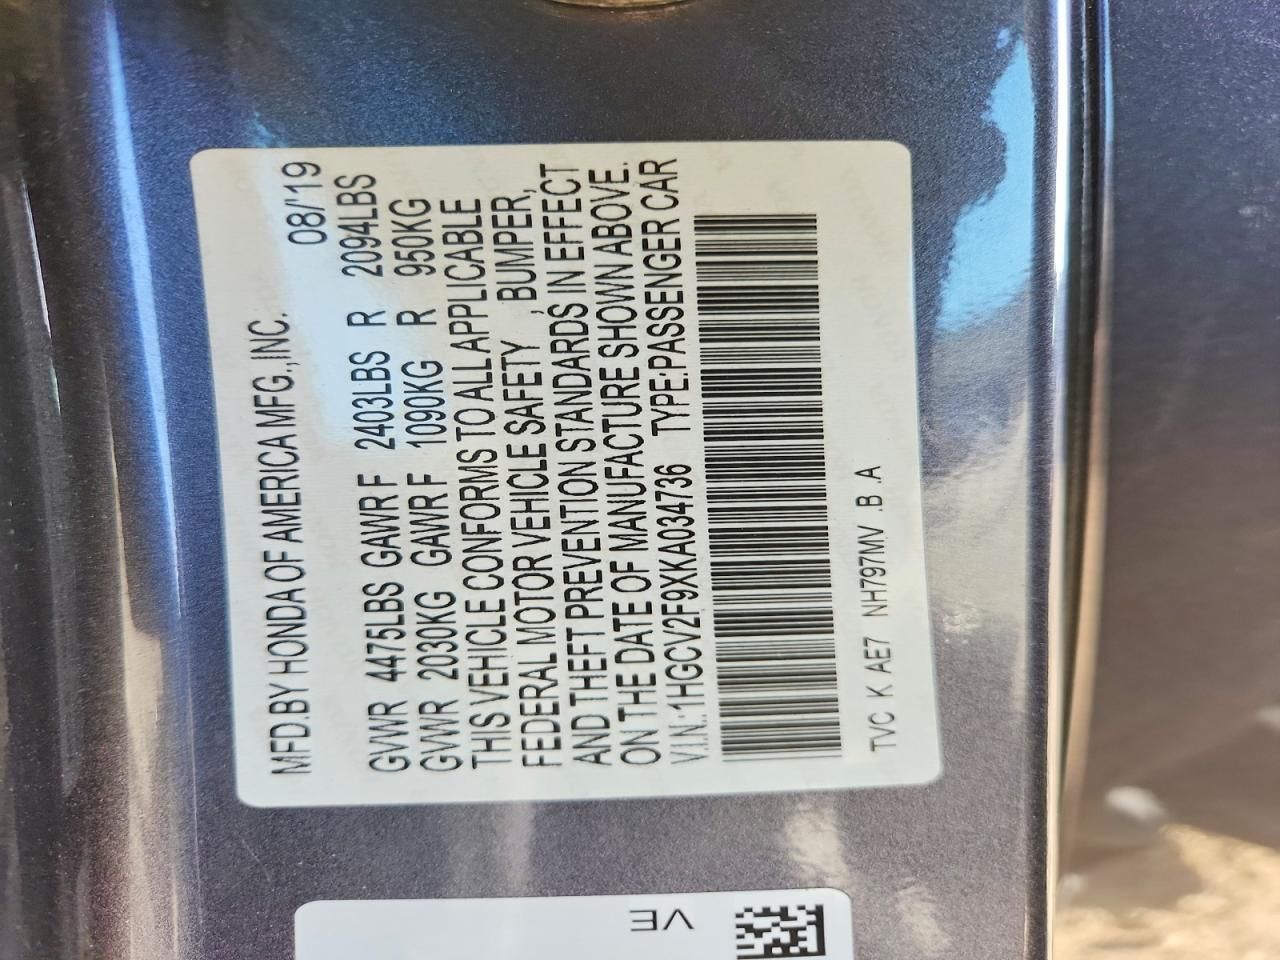 MFD.BY HONDA OF AMERICA MFG.,INC. 08/'19
GVWR 4475LBS GAWR F 2403LBS R 2094LBS
GVWR 2030KG GAWR F 1090KG R 950KG
THIS VEHICLE CONFORMS TO ALL APPLICABLE
FEDERAL MOTOR VEHICLE SAFETY , BUMPER,
AND THEFT PREVENTION STANDARDS IN EFFECT
ON THE DATE OF MANUFACTURE SHOWN ABOVE.
V.I.N.:1HGCV2F9XKA034736 TYPE:PASSENGER CAR
TVC K AE7 NH797MV .B .A
VE